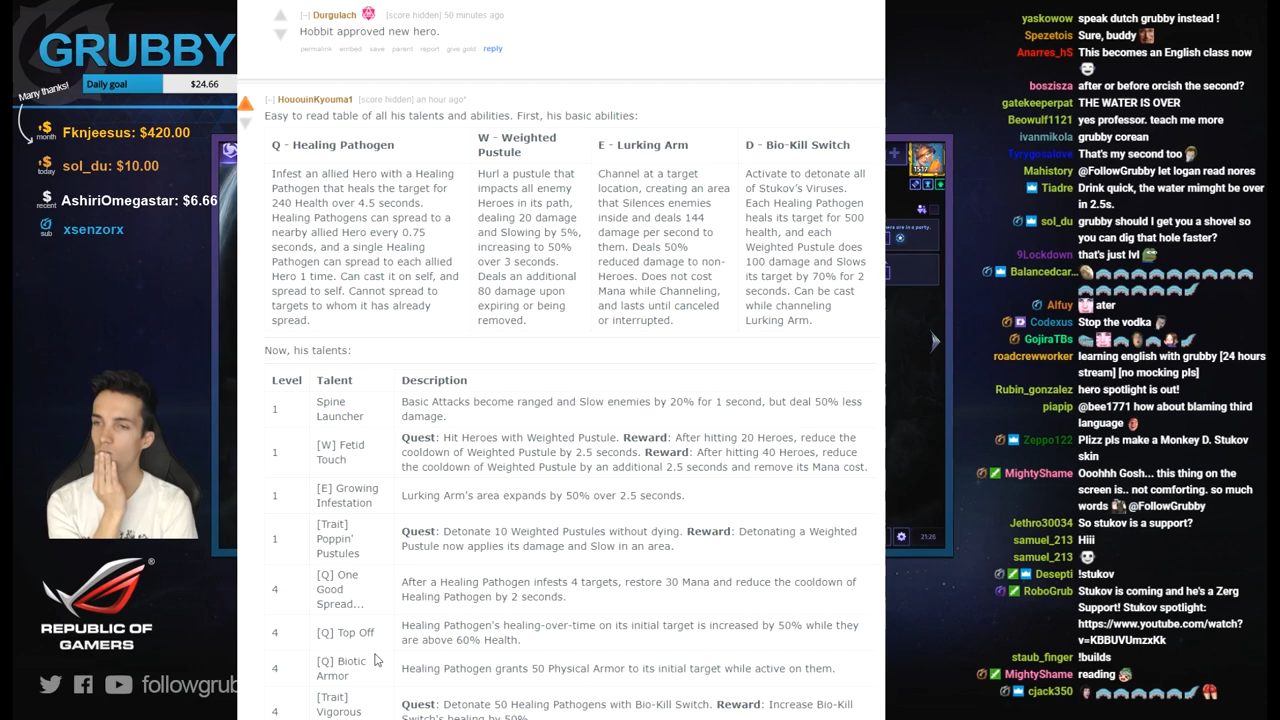 GRUBBY
Many thanks!
Daily goal
$24.66
$ month Fknjeesus: $420.00
$ today sol_du: $10.00
$ recent AshiriOmegastar: $6.66
sub xsenzorx
REPUBLIC OF
GAMERS
followgrub
[–] Durgulach [score hidden] 50 minutes ago
Hobbit approved new hero.
permalink embed save parent report give gold reply
[–] HououinKyouma1 [score hidden] an hour ago*
Easy to read table of all his talents and abilities. First, his basic abilities:
Q - Healing Pathogen
Infest an allied Hero with a Healing
Pathogen that heals the target for
240 Health over 4.5 seconds.
Healing Pathogens can spread to a
nearby allied Hero every 0.75
seconds, and a single Healing
Pathogen can spread to each allied
Hero 1 time. Can cast it on self, and
spread to self. Cannot spread to
targets to whom it has already
spread.
W - Weighted
Pustule
Hurl a pustule that
impacts all enemy
Heroes in its path,
dealing 20 damage
and Slowing by 5%,
increasing to 50%
over 3 seconds.
Deals an additional
80 damage upon
expiring or being
removed.
E - Lurking Arm
Channel at a target
location, creating an area
that Silences enemies
inside and deals 144
damage per second to
them. Deals 50%
reduced damage to non-
Heroes. Does not cost
Mana while Channeling,
and lasts until canceled
or interrupted.
D - Bio-Kill Switch
Activate to detonate all
of Stukov's Viruses.
Each Healing Pathogen
heals its target for 500
health, and each
Weighted Pustule does
100 damage and Slows
its target by 70% for 2
seconds. Can be cast
while channeling
Lurking Arm.
Now, his talents:
Level Talent Description
1 Spine
Launcher
Basic Attacks become ranged and Slow enemies by 20% for 1 second, but deal 50% less
damage.
1 [W] Fetid
Touch
Quest: Hit Heroes with Weighted Pustule. Reward: After hitting 20 Heroes, reduce the
cooldown of Weighted Pustule by 2.5 seconds. Reward: After hitting 40 Heroes, reduce
the cooldown of Weighted Pustule by an additional 2.5 seconds and remove its Mana cost.
1 [E] Growing
Infestation
Lurking Arm's area expands by 50% over 2.5 seconds.
1 [Trait]
Poppin'
Pustules
Quest: Detonate 10 Weighted Pustules without dying. Reward: Detonating a Weighted
Pustule now applies its damage and Slow in an area.
4 [Q] One
Good
Spread...
After a Healing Pathogen infests 4 targets, restore 30 Mana and reduce the cooldown of
Healing Pathogen by 2 seconds.
4 [Q] Top Off
Healing Pathogen's healing-over-time on its initial target is increased by 50% while they
are above 60% Health.
4 [Q] Biotic
Armor
Healing Pathogen grants 50 Physical Armor to its initial target while active on them.
4 [Trait]
Vigorous
Quest: Detonate 50 Healing Pathogens with Bio-Kill Switch. Reward: Increase Bio-Kill
Switch's healing by 50%.
1517
21:26
yaskowow speak dutch grubby instead !
Spezetois Sure, buddy
Anarres_hS This becomes an English class now
boszisza after or before orcish the second?
gatekeeperpat THE WATER IS OVER
Beowulf1121 yes professor. teach me more
ivanmikola grubby corean
Tyrygosalove That's my second too
Mahistory @FollowGrubby let logan read nores
Tiadre Drink quick, the water mimght be over
in 2.5s.
sol_du grubby should I get you a shovel so
you can dig that hole faster?
9Lockdown that's just lvl
Balancedcar...
Alfuy ater
Codexus Stop the vodka
GojiraTBs
roadcrewworker learning english with grubby [24 hours
stream] [no mocking pls]
Rubin_gonzalez hero spotlight is out!
piapip @bee1771 how about blaming third
language
Zeppo122 Plizz pls make a Monkey D. Stukov
skin
MightyShame Ooohhh Gosh... this thing on the
screen is.. not comforting. so much
words @FollowGrubby
Jethro30034 So stukov is a support?
samuel_213 Hiii
samuel_213
Desepti !stukov
RoboGrub Stukov is coming and he's a Zerg
Support! Stukov spotlight:
https://www.youtube.com/watch?
v=KBBUVUmzxKk
staub_finger !builds
MightyShame reading
cjack350